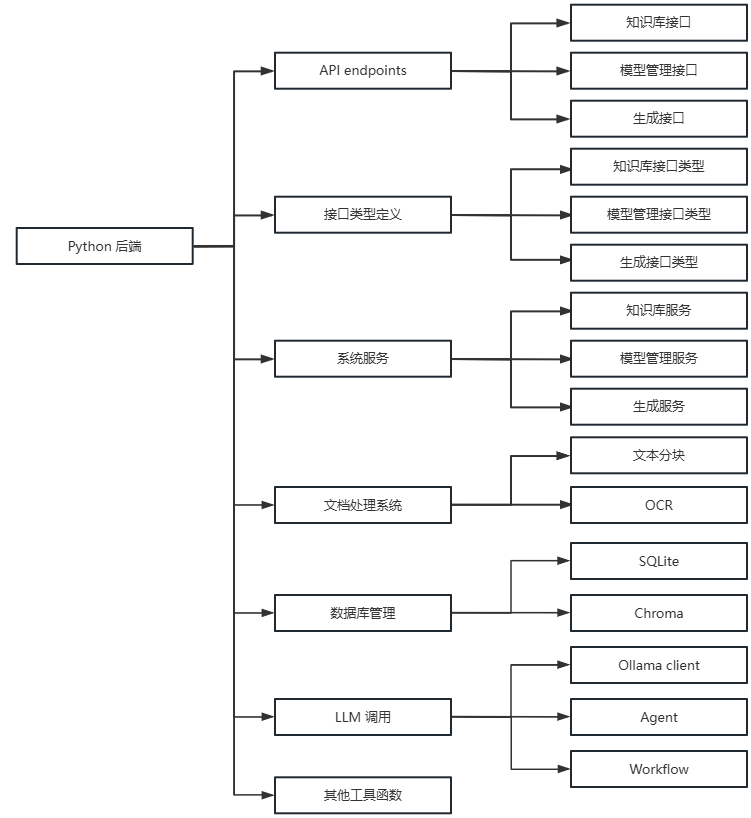 Python 后端
API endpoints
知识库接口
模型管理接口
生成接口
接口类型定义
知识库接口类型
模型管理接口类型
生成接口类型
系统服务
知识库服务
模型管理服务
生成服务
文档处理系统
文本分块
OCR
数据库管理
SQLite
Chroma
LLM 调用
Ollama client
Agent
Workflow
其他工具函数